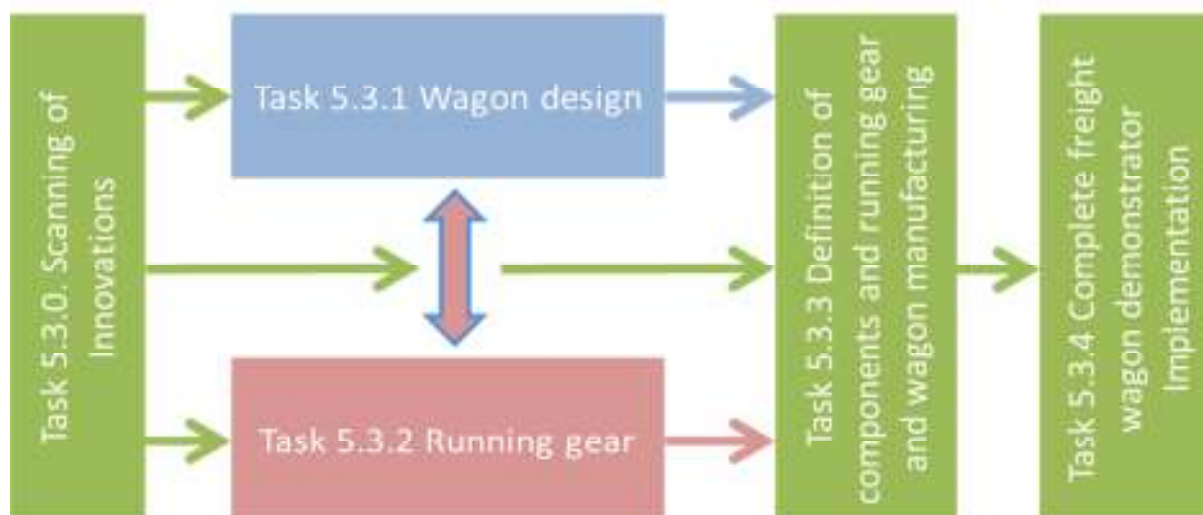 Task 5.3.0. Scanning of
Innovations
Task 5.3.1 Wagon design
Task 5.3.2 Running gear
Task 5.3.3 Definition of
components and running gear
and wagon manufacturing
Task 5.3.4 Complete freight
wagon demonstrator
Implementation